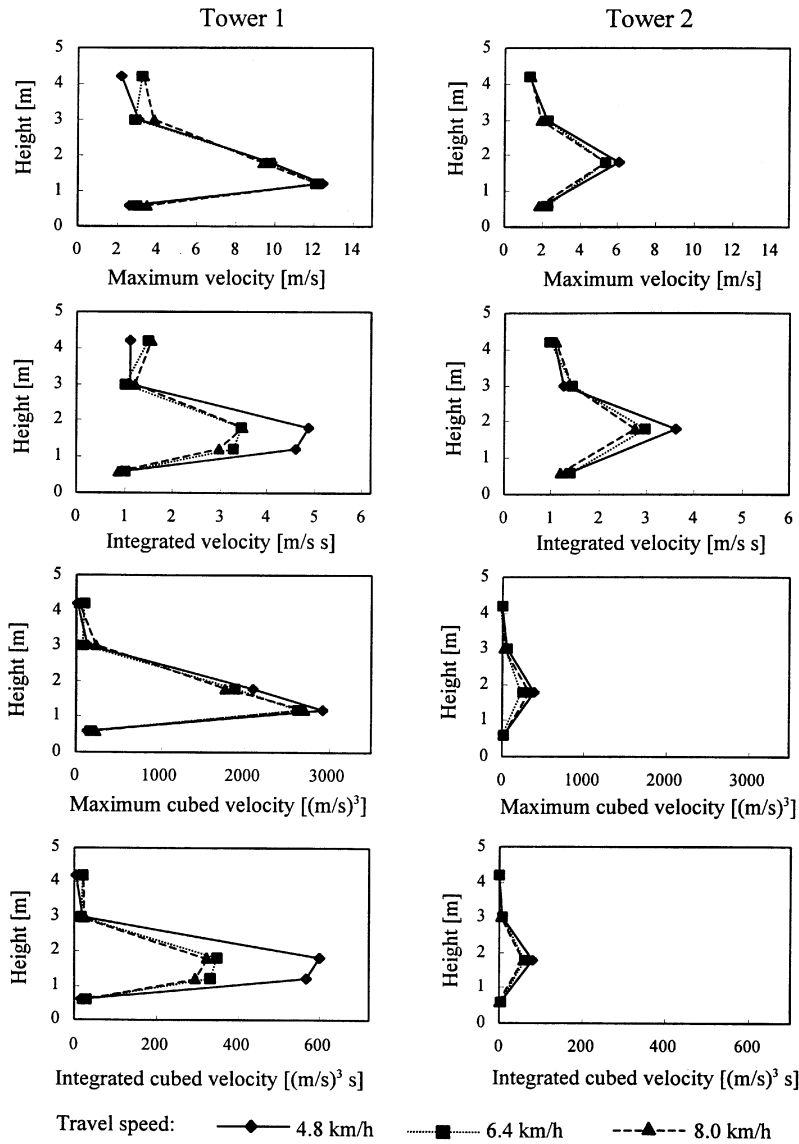 Tower 1
Tower 2
5
4
3
2
1
0
Height [m]
0 2 4 6 8 10 12 14
Maximum velocity [m/s]
5
4
3
2
1
0
Height [m]
0 2 4 6 8 10 12 14
Maximum velocity [m/s]
5
4
3
2
1
0
Height [m]
0 1 2 3 4 5 6
Integrated velocity [m/s s]
5
4
3
2
1
0
Height [m]
0 1 2 3 4 5 6
Integrated velocity [m/s s]
5
4
3
2
1
0
Height [m]
0 1000 2000 3000
Maximum cubed velocity [(m/s)³]
5
4
3
2
1
0
Height [m]
0 1000 2000 3000
Maximum cubed velocity [(m/s)³]
5
4
3
2
1
0
Height [m]
0 200 400 600
Integrated cubed velocity [(m/s)³ s]
5
4
3
2
1
0
Height [m]
0 200 400 600
Integrated cubed velocity [(m/s)³ s]
Travel speed: 4.8 km/h 6.4 km/h 8.0 km/h